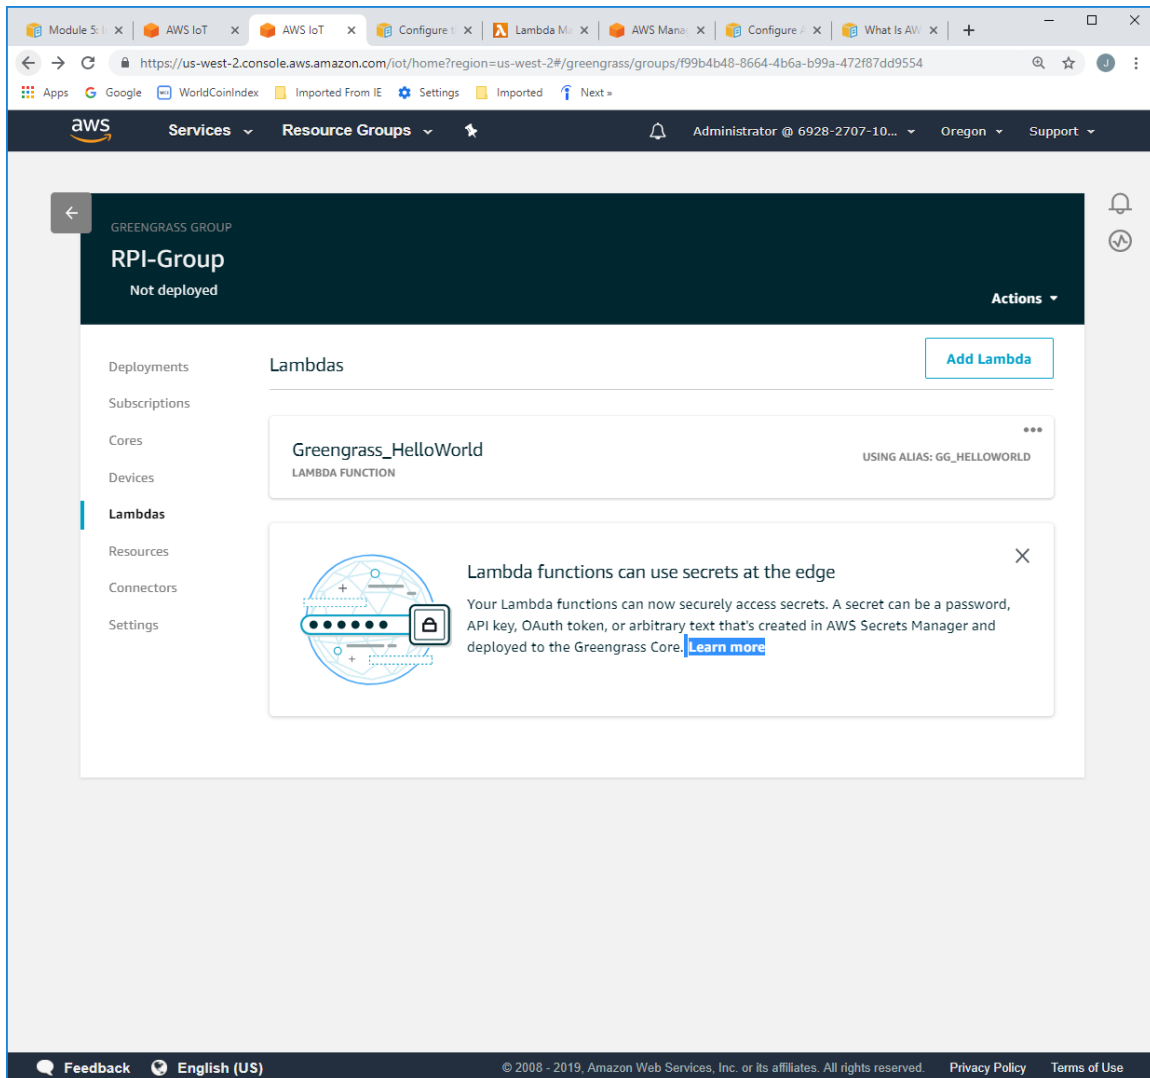 Module 5: I
AWS IoT
AWS IoT
Configure t
Lambda Ma
AWS Mana
Configure A
What Is AW
https://us-west-2.console.aws.amazon.com/iot/home?region=us-west-2#/greengrass/groups/f99b4b48-8664-4b6a-b99a-472f87dd9554
J
Apps
Google
WorldCoinIndex
Imported From IE
Settings
Imported
Next »
aws
Services
Resource Groups
Administrator @ 6928-2707-10...
Oregon
Support
GREENGRASS GROUP
RPI-Group
Not deployed
Actions
Deployments
Subscriptions
Cores
Devices
Lambdas
Resources
Connectors
Settings
Lambdas
Add Lambda
Greengrass_HelloWorld
LAMBDA FUNCTION
USING ALIAS: GG_HELLOWORLD
Lambda functions can use secrets at the edge
Your Lambda functions can now securely access secrets. A secret can be a password,
API key, OAuth token, or arbitrary text that's created in AWS Secrets Manager and
deployed to the Greengrass Core. Learn more
Feedback
English (US)
© 2008 - 2019, Amazon Web Services, Inc. or its affiliates. All rights reserved.
Privacy Policy
Terms of Use